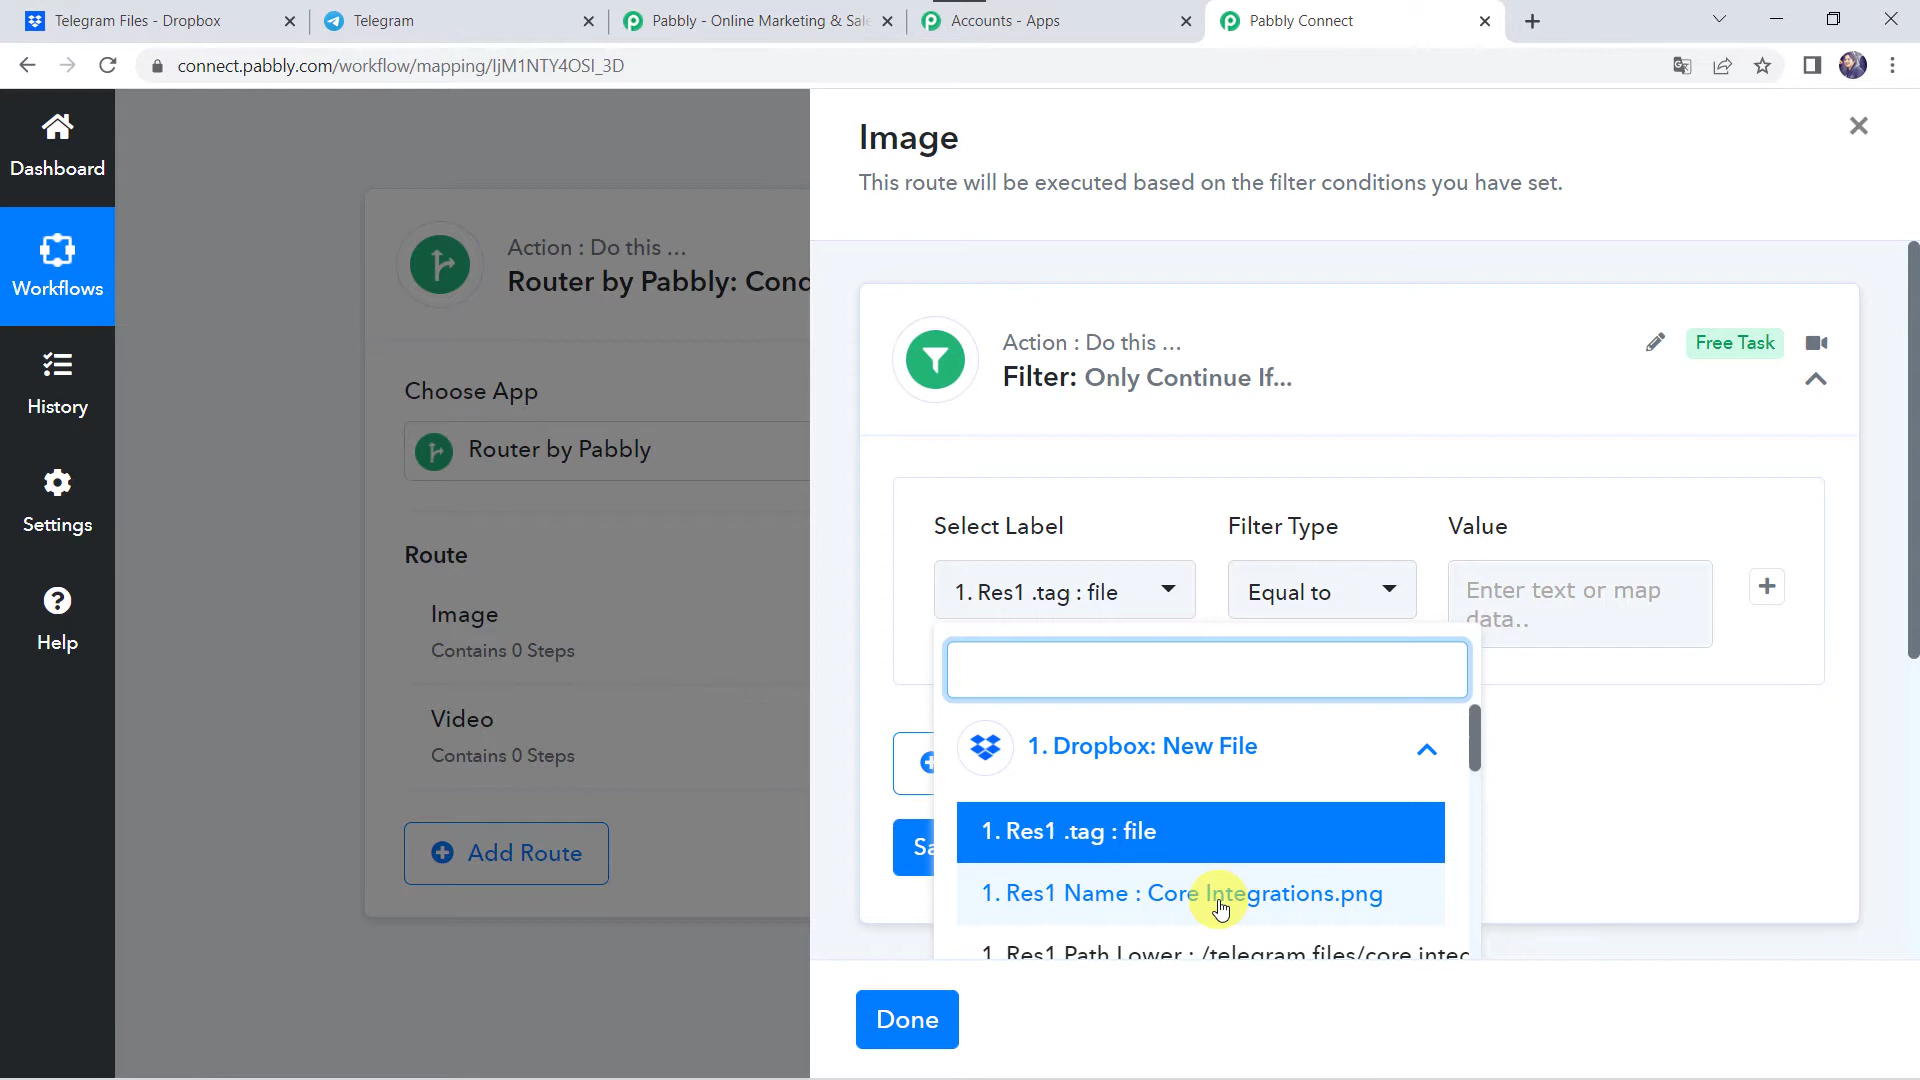 Telegram Files - Dropbox
Telegram
Pabbly - Online Marketing & Sale
Accounts - Apps
Pabbly Connect
connect.pabbly.com/workflow/mapping/IjM1NTY4OSI_3D
Dashboard
Workflows
History
Settings
Help
Action : Do this ...
Router by Pabbly: Conc
Choose App
Router by Pabbly
Route
Image
Contains 0 Steps
Video
Contains 0 Steps
Add Route
Image
This route will be executed based on the filter conditions you have set.
Action : Do this ...
Filter: Only Continue If...
Free Task
Select Label
Filter Type
Value
1. Res1 .tag : file
Equal to
Enter text or map
data..
1. Dropbox: New File
1. Res1 .tag : file
1. Res1 Name : Core Integrations.png
1. Res1 Path Lower : /telegram files/core integ
Sa
Done